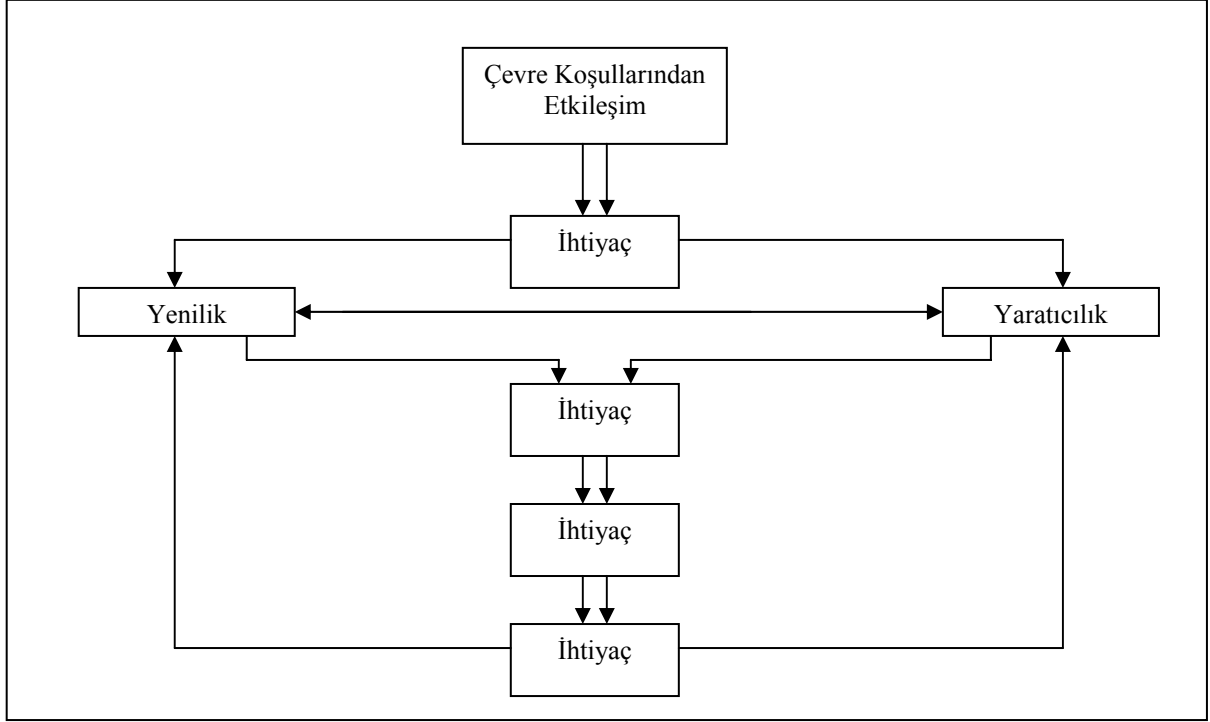 Çevre Koşullarından
Etkileşim
İhtiyaç
Yenilik
Yaratıcılık
İhtiyaç
İhtiyaç
İhtiyaç